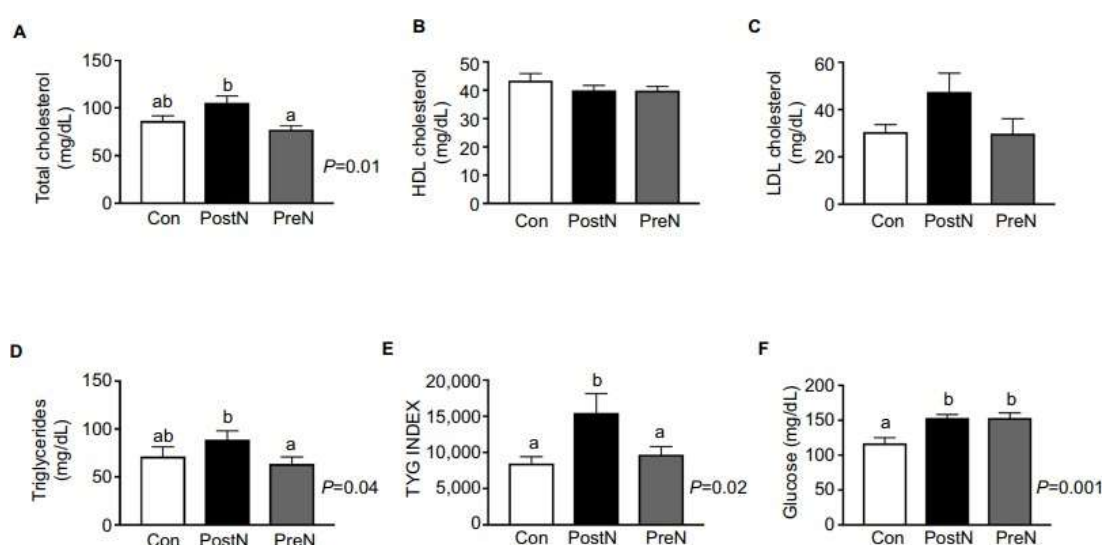 A
Total cholesterol
(mg/dL)
150
100
50
0
ab
b
a
P=0.01
Con PostN PreN
B
HDL cholesterol
(mg/dL)
50
40
30
20
10
0
Con PostN PreN
C
LDL cholesterol
(mg/dL)
60
40
20
0
Con PostN PreN
D
Triglycerides
(mg/dL)
150
100
50
0
ab
b
a
P=0.04
Con PostN PreN
E
TYG INDEX
20,000
15,000
10,000
5,000
0
a
b
a
P=0.02
Con PostN PreN
F
Glucose (mg/dL)
200
150
100
50
0
a
b
b
P=0.001
Con PostN PreN